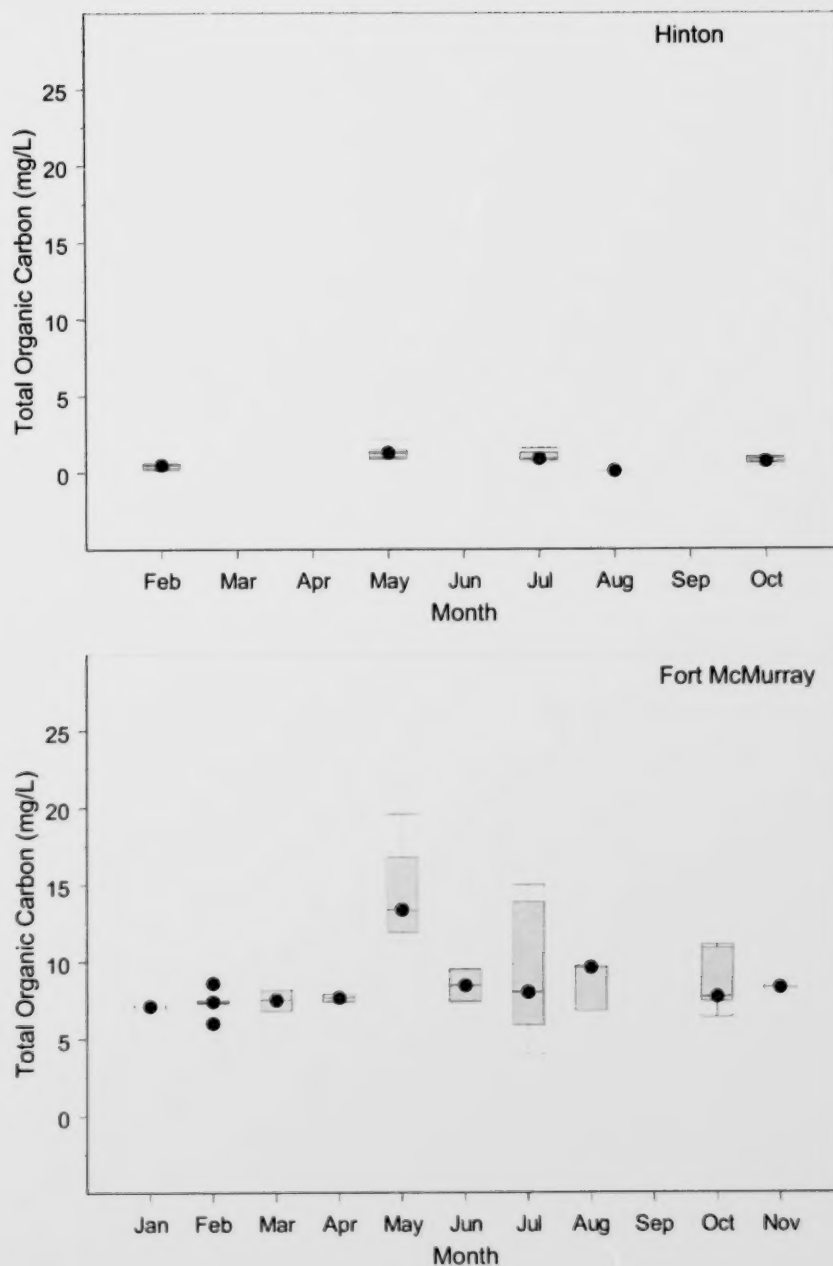 Hinton
Total Organic Carbon (mg/L)
25
20
15
10
5
0
Feb Mar Apr May Jun Jul Aug Sep Oct
Month
Fort McMurray
Total Organic Carbon (mg/L)
25
20
15
10
5
0
Jan Feb Mar Apr May Jun Jul Aug Sep Oct Nov
Month